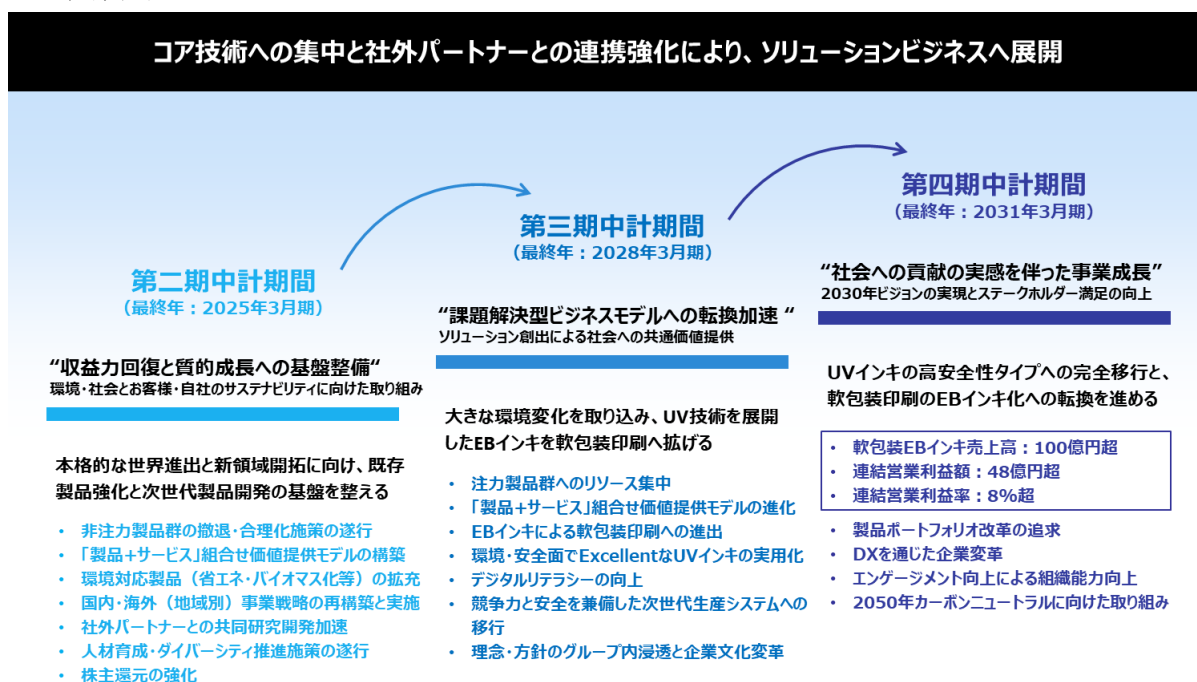 コア技術への集中と社外パートナーとの連携強化により、ソリューションビジネスへ展開
第二期中計期間
（最終年：2025年3月期）
“収益力回復と質的成長への基盤整備“
環境・社会とお客様・自社のサステナビリティに向けた取り組み
本格的な世界進出と新領域開拓に向け、既存
製品強化と次世代製品開発の基盤を整える
・ 非注力製品群の撤退・合理化施策の遂行
・ 「製品＋サービス」組合せ価値提供モデルの構築
・ 環境対応製品（省エネ・バイオマス化等）の拡充
・ 国内・海外（地域別）事業戦略の再構築と実施
・ 社外パートナーとの共同研究開発加速
・ 人材育成・ダイバーシティ推進施策の遂行
・ 株主還元の強化
第三期中計期間
（最終年：2028年3月期）
“課題解決型ビジネスモデルへの転換加速 “
ソリューション創出による社会への共通価値提供
大きな環境変化を取り込み、UV技術を展開
したEBインキを軟包装印刷へ拡げる
・ 注力製品群へのリソース集中
・ 「製品＋サービス」組合せ価値提供モデルの進化
・ EBインキによる軟包装印刷への進出
・ 環境・安全面でExcellentなUVインキの実用化
・ デジタルリテラシーの向上
・ 競争力と安全を兼備した次世代生産システムへの
移行
・ 理念・方針のグループ内浸透と企業文化変革
第四期中計期間
（最終年：2031年3月期）
“社会への貢献の実感を伴った事業成長”
2030年ビジョンの実現とステークホルダー満足の向上
UVインキの高安全性タイプへの完全移行と、
軟包装印刷のEBインキ化への転換を進める
・ 軟包装EBインキ売上高：100億円超
・ 連結営業利益額：48億円超
・ 連結営業利益率：8%超
・ 製品ポートフォリオ改革の追求
・ DXを通じた企業変革
・ エンゲージメント向上による組織能力向上
・ 2050年カーボンニュートラルに向けた取り組み